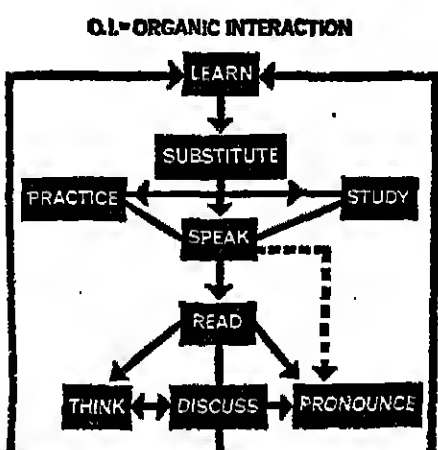 O.I.=ORGANIC INTERACTION
LEARN
SUBSTITUTE
PRACTICE
STUDY
SPEAK
READ
THINK
DISCUSS
PRONOUNCE